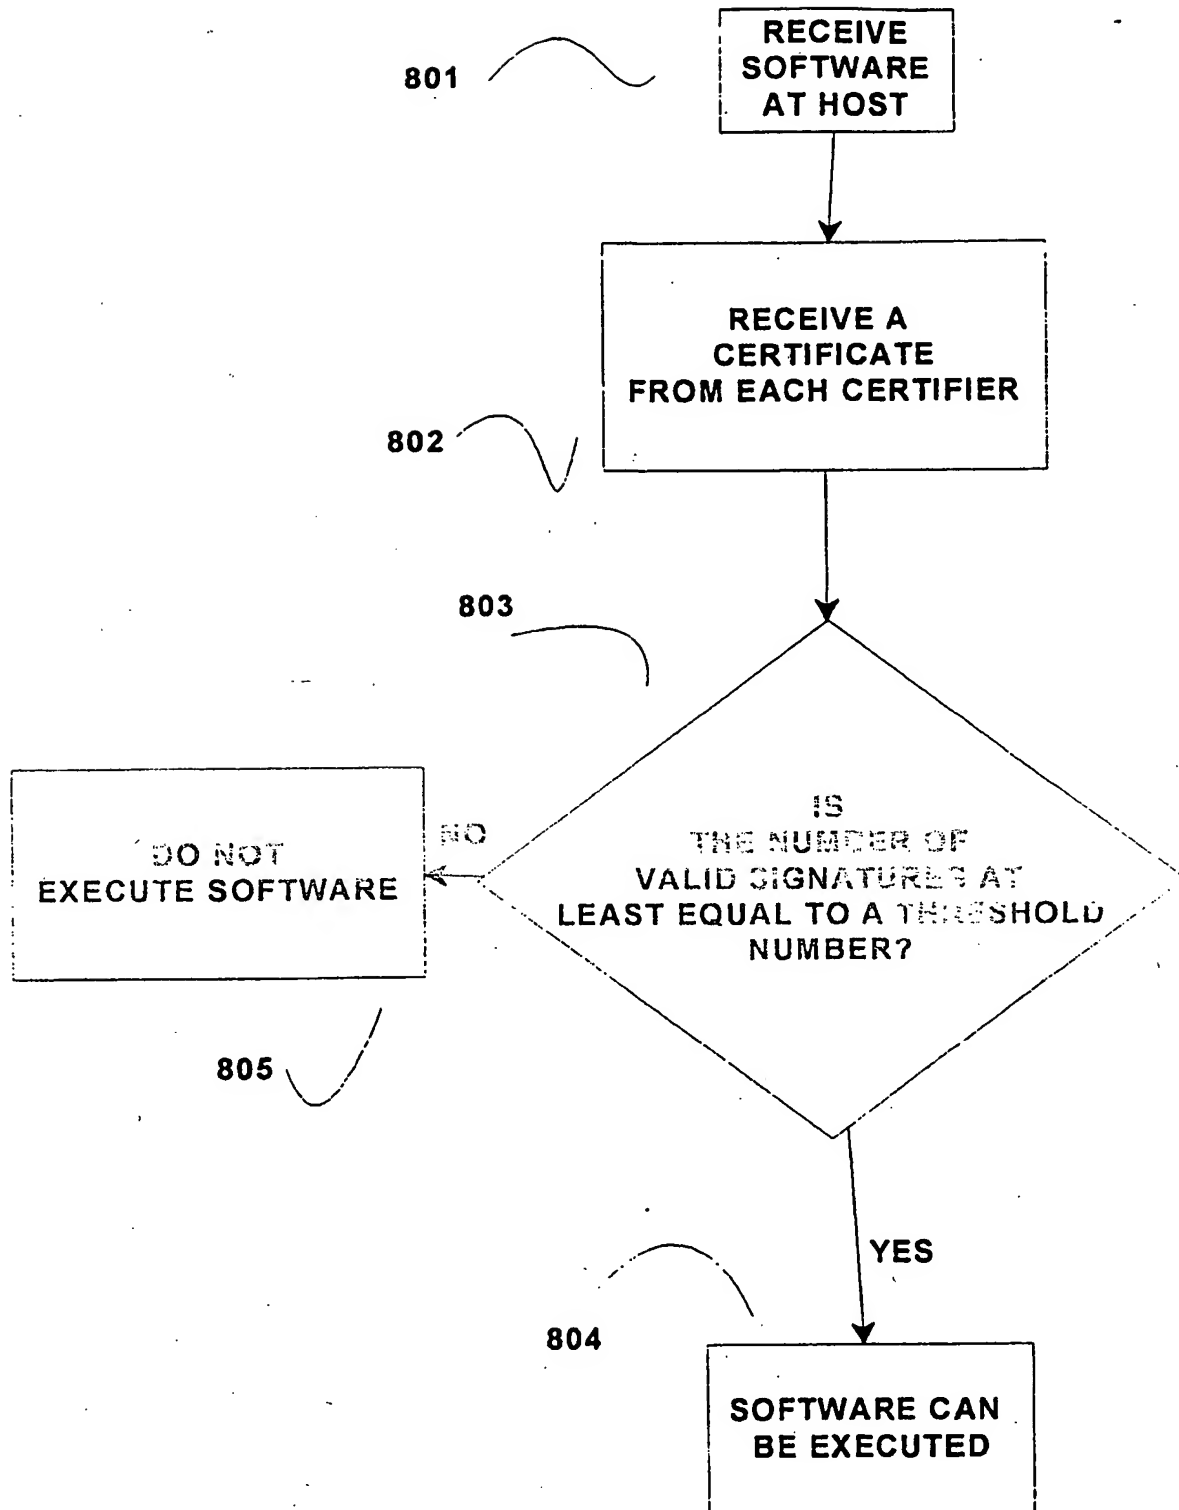 RECEIVE
SOFTWARE
AT HOST
801
RECEIVE A
CERTIFICATE
FROM EACH CERTIFIER
802
803
IS
THE NUMBER OF
VALID SIGNATURES AT
LEAST EQUAL TO A THRESHOLD
NUMBER?
NO
DO NOT
EXECUTE SOFTWARE
805
YES
804
SOFTWARE CAN
BE EXECUTED